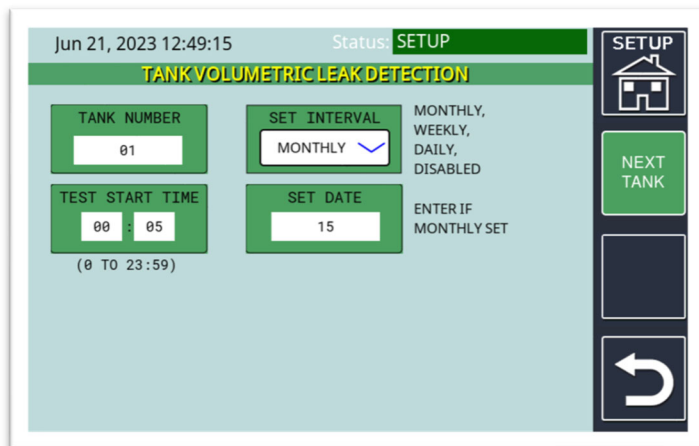 Jun 21, 2023 12:49:15
Status: SETUP
SETUP
TANK VOLUMETRIC LEAK DETECTION
TANK NUMBER
01
SET INTERVAL
MONTHLY
MONTHLY,
WEEKLY,
DAILY,
DISABLED
NEXT
TANK
TEST START TIME
00 : 05
(0 TO 23:59)
SET DATE
15
ENTER IF
MONTHLY SET